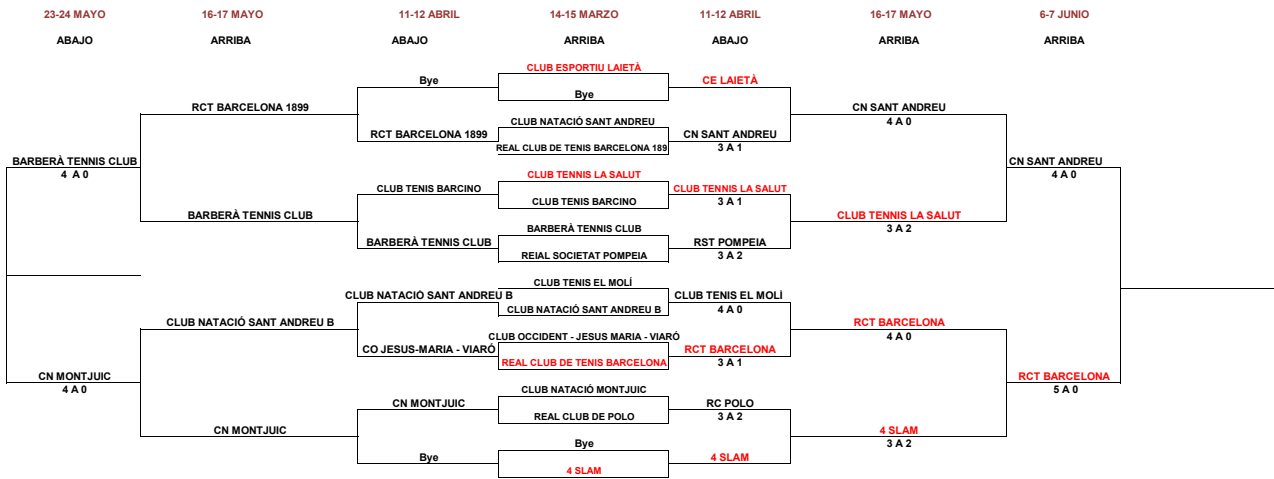 23-24 MAYO 16-17 MAYO 11-12 ABRIL 14-15 MARZO 11-12 ABRIL 16-17 MAYO 6-7 JUNIO
ABAJO ARRIBA ABAJO ARRIBA ABAJO ARRIBA ARRIBA
CLUB ESPORTIU LAIETÀ
Bye CE LAIETÀ
Bye
RCT BARCELONA 1899 CN SANT ANDREU
4 A 0
CLUB NATACIÓ SANT ANDREU
RCT BARCELONA 1899 CN SANT ANDREU
REAL CLUB DE TENIS BARCELONA 189 3 A 1
BARBERÀ TENNIS CLUB CN SANT ANDREU
4 A 0 CLUB TENNIS LA SALUT 4 A 0
CLUB TENIS BARCINO CLUB TENNIS LA SALUT
CLUB TENIS BARCINO 3 A 1
BARBERÀ TENNIS CLUB CLUB TENNIS LA SALUT
BARBERÀ TENNIS CLUB 3 A 2
BARBERÀ TENNIS CLUB RST POMPEIA
REIAL SOCIETAT POMPEIA 3 A 2
CLUB TENIS EL MOLÍ
CLUB NATACIÓ SANT ANDREU B CLUB TENIS EL MOLÍ
CLUB NATACIÓ SANT ANDREU B 4 A 0
CLUB NATACIÓ SANT ANDREU B RCT BARCELONA
CLUB OCCIDENT - JESUS MARIA - VIARÓ 4 A 0
CO JESUS-MARIA - VIARÓ RCT BARCELONA
REAL CLUB DE TENIS BARCELONA 3 A 1
CN MONTJUIC RCT BARCELONA
4 A 0 CLUB NATACIÓ MONTJUIC 5 A 0
CN MONTJUIC RC POLO
REAL CLUB DE POLO 3 A 2
CN MONTJUIC 4 SLAM
Bye 3 A 2
Bye 4 SLAM
4 SLAM